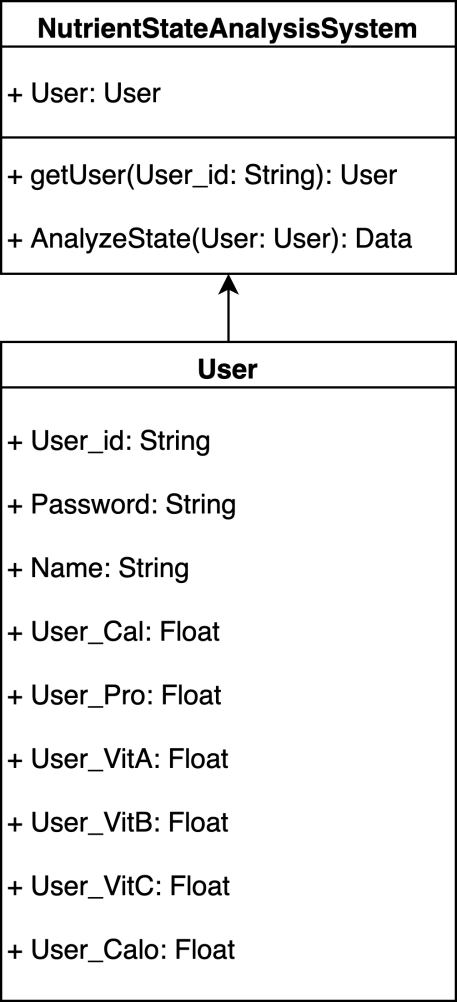 NutrientStateAnalysisSystem
+ User: User
+ getUser(User_id: String): User
+ AnalyzeState(User: User): Data
User
+ User_id: String
+ Password: String
+ Name: String
+ User_Cal: Float
+ User_Pro: Float
+ User_VitA: Float
+ User_VitB: Float
+ User_VitC: Float
+ User_Calo: Float